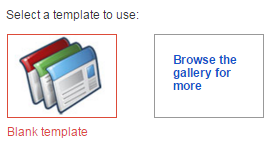 Select a template to use:
Browse the
gallery for
more
Blank template